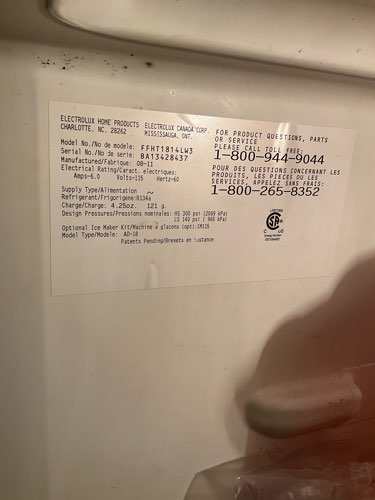 ELECTROLUX HOME PRODUCTS
CHARLOTTE, NC. 28262
ELECTROLUX CANADA CORP.
MISSISSAUGA, ONT.
Model No./No de modele: FFHT1814LW3
Serial No./No de serie: BA13428437
Manufactured/Fabrique: 08-11
Electrical Rating/Caract. electriques:
Amps-6.0 Volts-115 Hertz-60
Supply Type/Alimentation ~
Refrigerant/Frigorigene:R134a
Charge/Charge: 4.25oz. 121 g.
Design Pressures/Pressions nominales: HS 300 psi (2069 kPa)
LS 140 psi ( 965 kPa)
Optional Ice Maker Kit/Machine a glacons (opt):IM116
Model Type/Modele: AD-18
Patents Pending/Brevets en instance
FOR PRODUCT QUESTIONS, PARTS
OR SERVICE
PLEASE CALL TOLL FREE:
1-800-944-9044
POUR DES QUESTIONS CONCERNANT LES
PRODUITS, LES PIECES OU LES
SERVICES, APPELEZ SANS FRAIS:
1-800-265-8352
C US